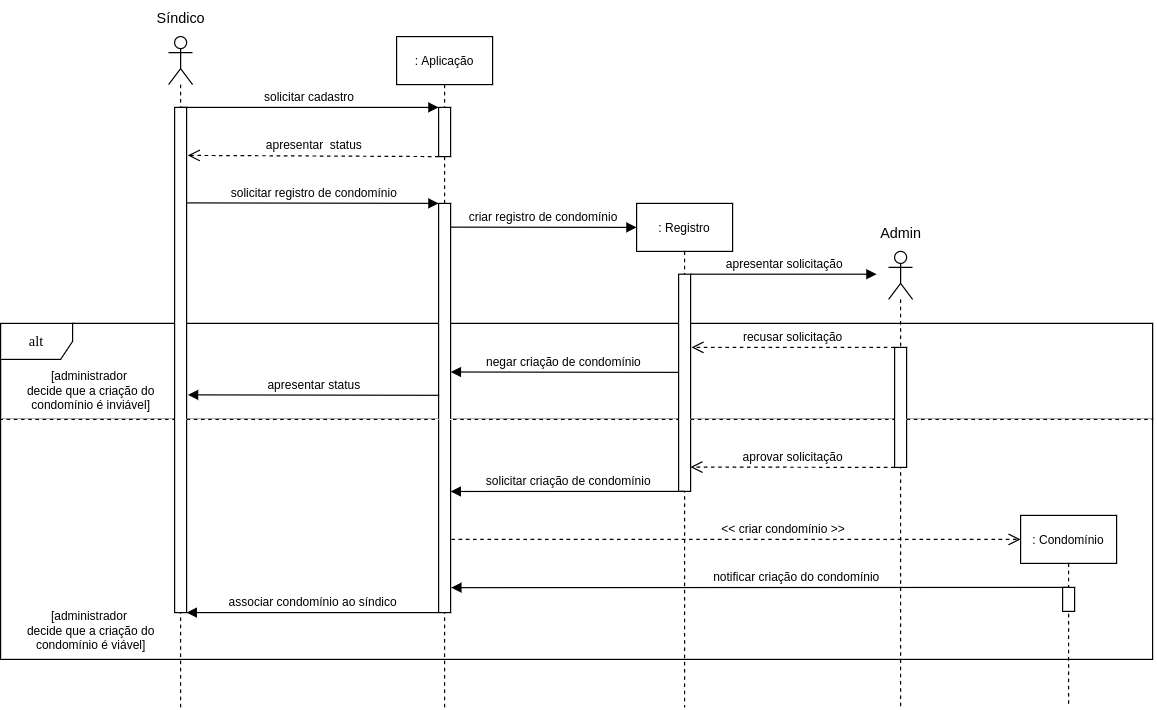 Síndico
: Aplicação
solicitar cadastro
apresentar status
solicitar registro de condomínio
criar registro de condomínio
: Registro
Admin
apresentar solicitação
alt
recusar solicitação
negar criação de condomínio
[administrador
decide que a criação do
condomínio é inviável]
apresentar status
aprovar solicitação
solicitar criação de condomínio
<< criar condomínio >>
: Condomínio
notificar criação do condomínio
associar condomínio ao síndico
[administrador
decide que a criação do
condomínio é viável]